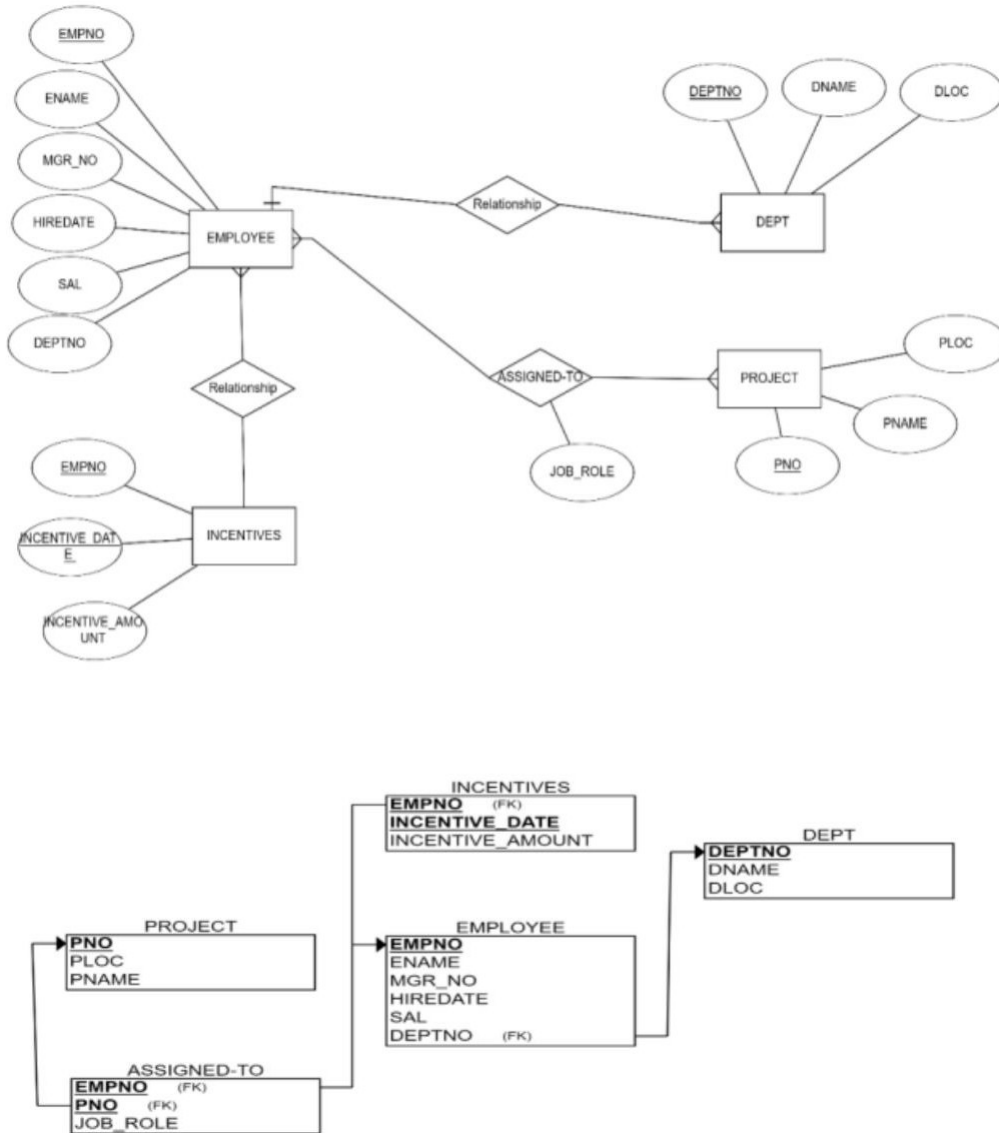 EMPNO
ENAME
MGR_NO
HIREDATE
SAL
DEPTNO
EMPLOYEE
Relationship
DEPTNO
DNAME
DLOC
DEPT
Relationship
ASSIGNED-TO
JOB_ROLE
PROJECT
PLOC
PNAME
PNO
EMPNO
INCENTIVE_DAT
E
INCENTIVE_AMO
UNT
INCENTIVES
INCENTIVES
EMPNO (FK)
INCENTIVE_DATE
INCENTIVE_AMOUNT
DEPT
DEPTNO
DNAME
DLOC
PROJECT
PNO
PLOC
PNAME
EMPLOYEE
EMPNO
ENAME
MGR_NO
HIREDATE
SAL
DEPTNO (FK)
ASSIGNED-TO
EMPNO (FK)
PNO (FK)
JOB_ROLE